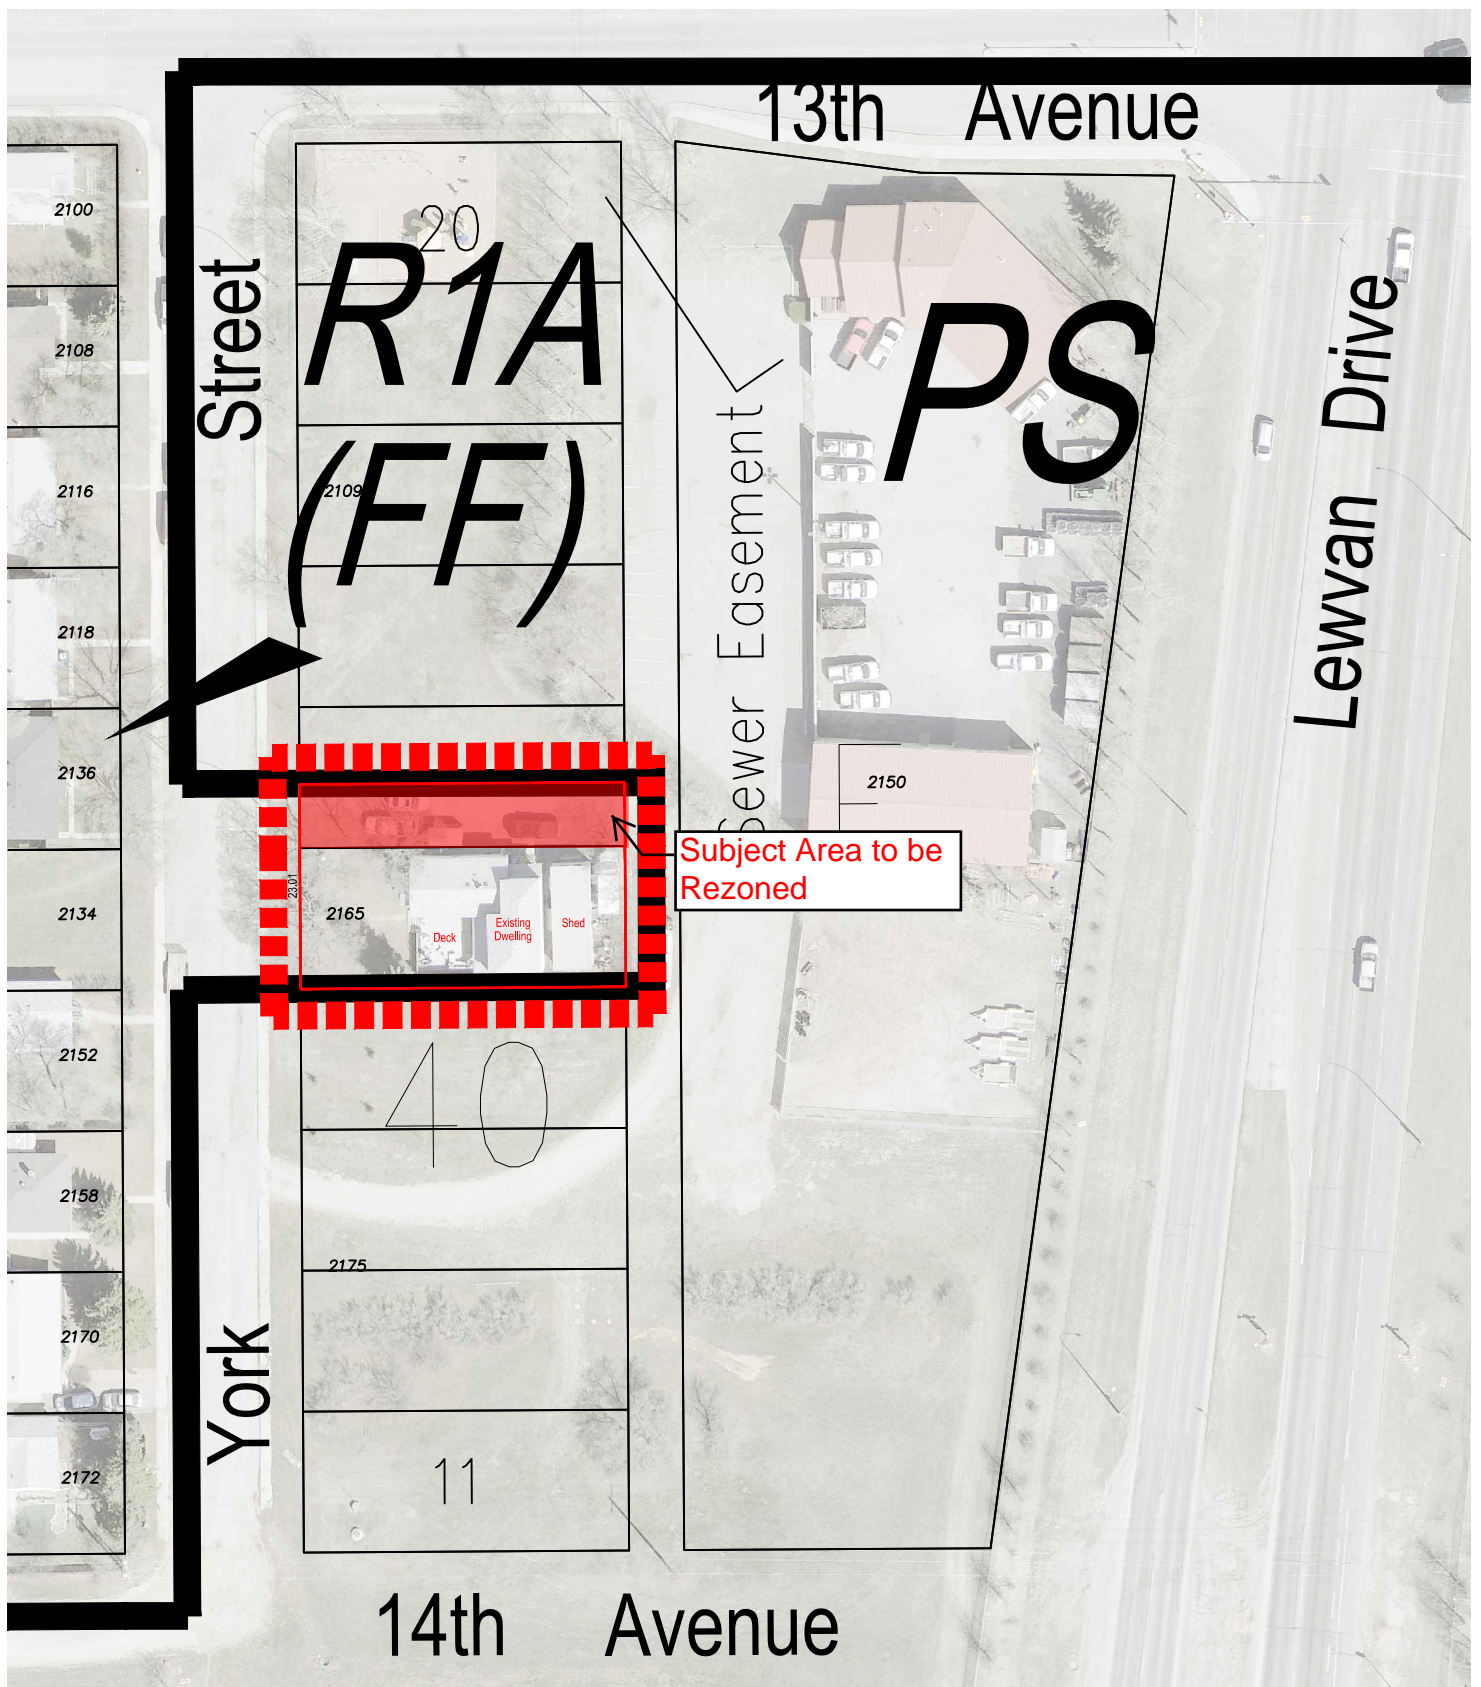 13th Avenue
2100
20
Street
R1A
PS
Lewvan Drive
2108
(FF)
2109
2116
Sewer Easement
2118
2136
2150
Subject Area to be
Rezoned
23.01
2165
Deck
Existing
Dwelling
Shed
2134
2152
40
2158
2175
York
2170
11
2172
14th Avenue